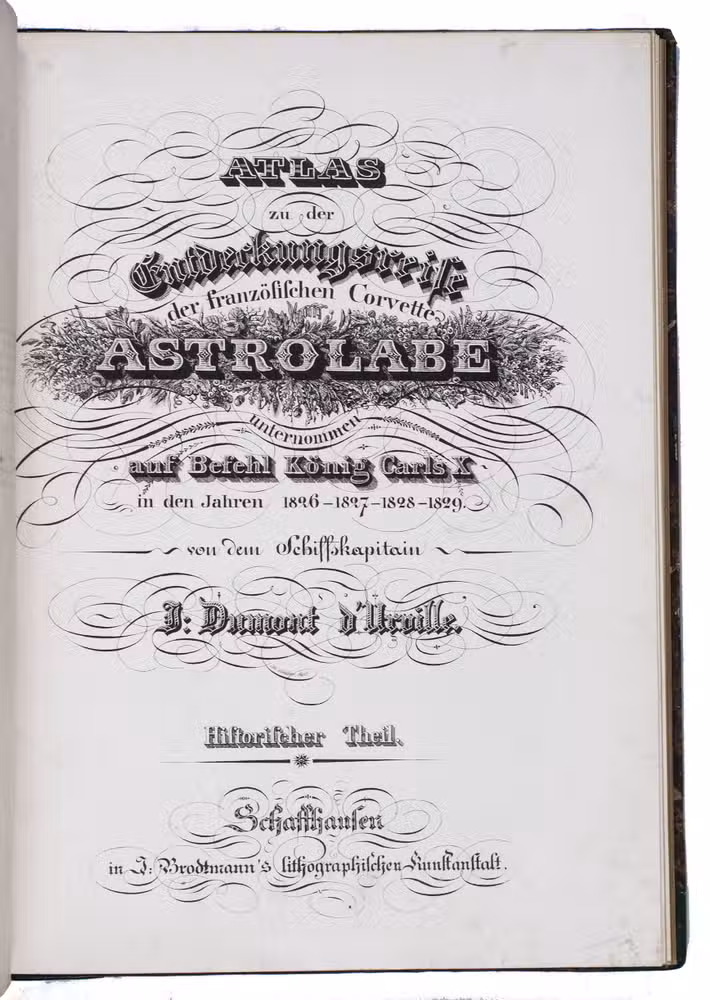 ATLAS
zu der
Entdeckungsreise
der franzöſiſchen Corvette
ASTROLABE
unternommen
auf Befehl König Carls X
in den Jahren 1826–1827–1828–1829.
von dem Schiffskapitain
J: Dumont d'Urville.
Hiſtoriſcher Theil.
Schaffhauſen
in J: Brodtmann's lithographiſchen Kunſtanſtalt.